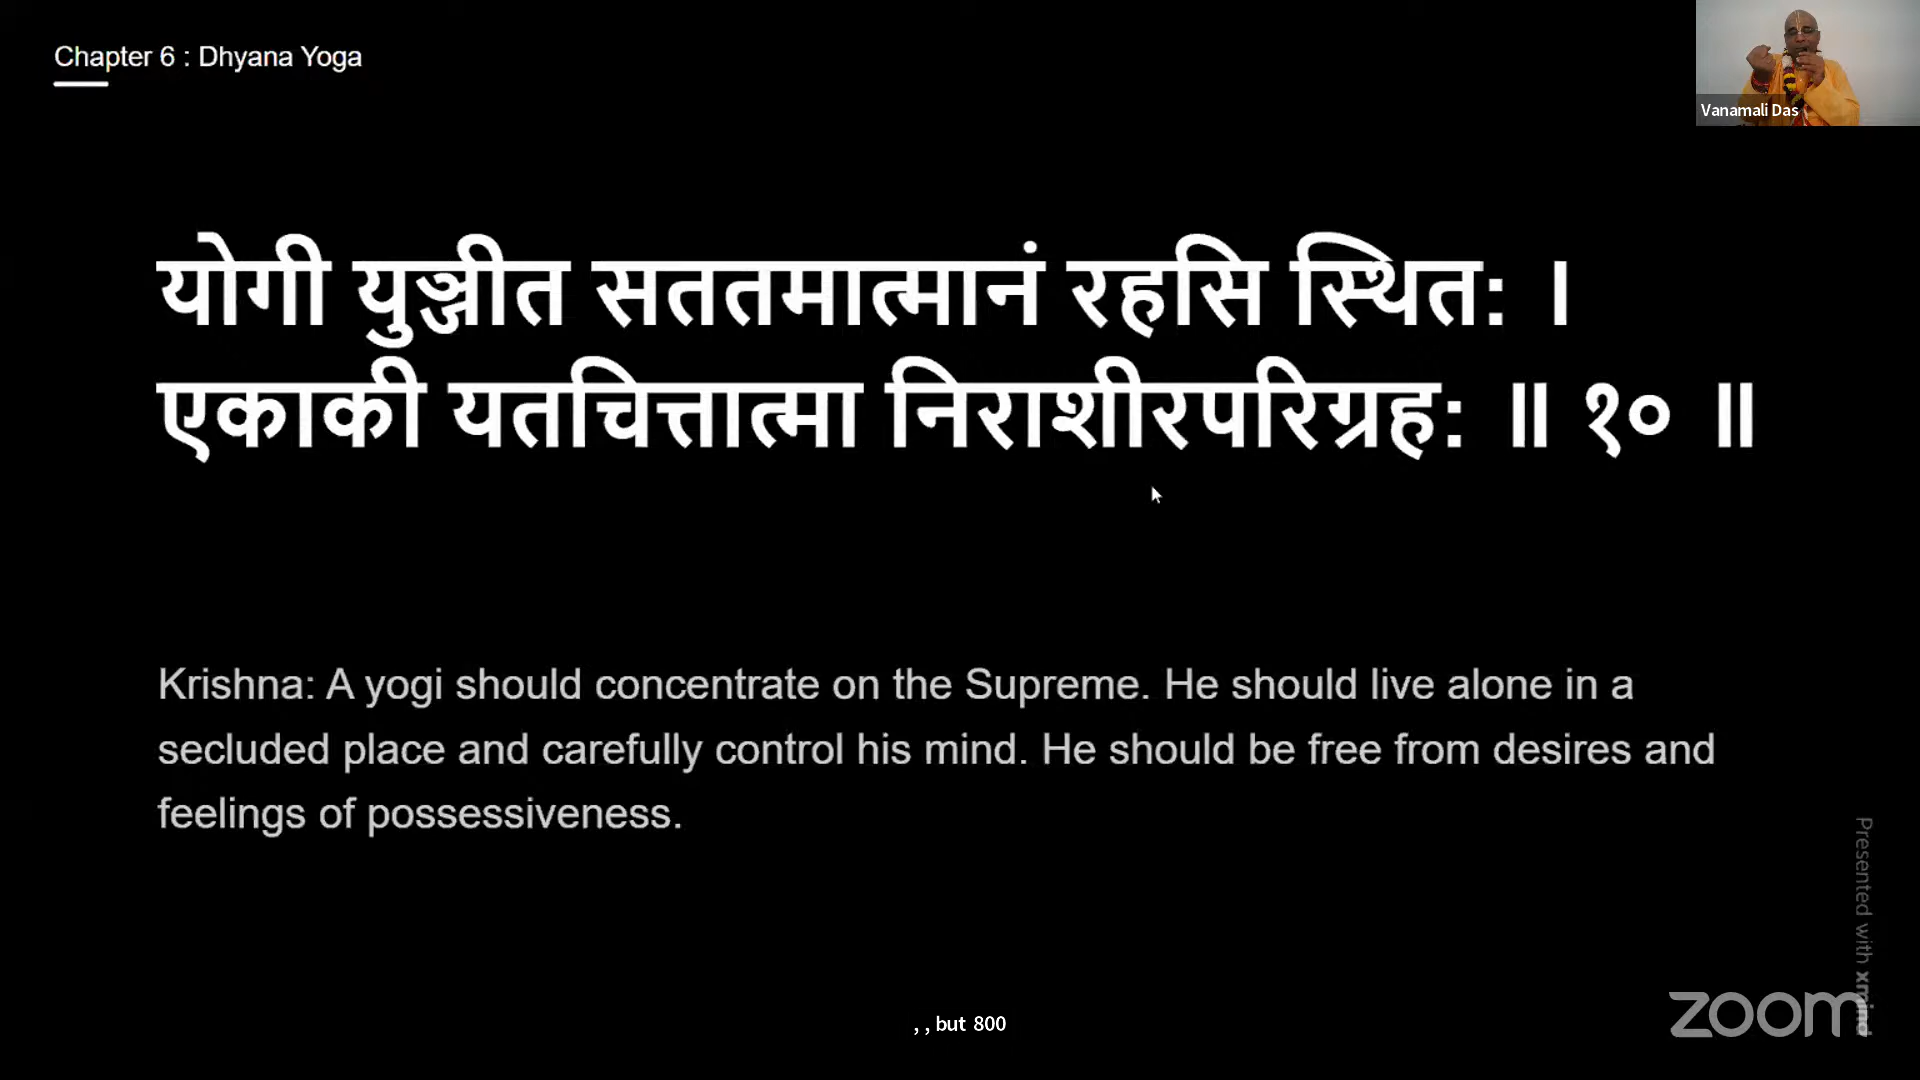 Chapter 6 : Dhyana Yoga
Vanamali Das
योगी युञ्जीत सततमात्मानं रहसि स्थितः ।
एकाकी यतचित्तात्मा निराशीरपरिग्रहः ॥ १० ॥
Krishna: A yogi should concentrate on the Supreme. He should live alone in a
secluded place and carefully control his mind. He should be free from desires and
feelings of possessiveness.
Presented with xmind
zoom
, , but 800